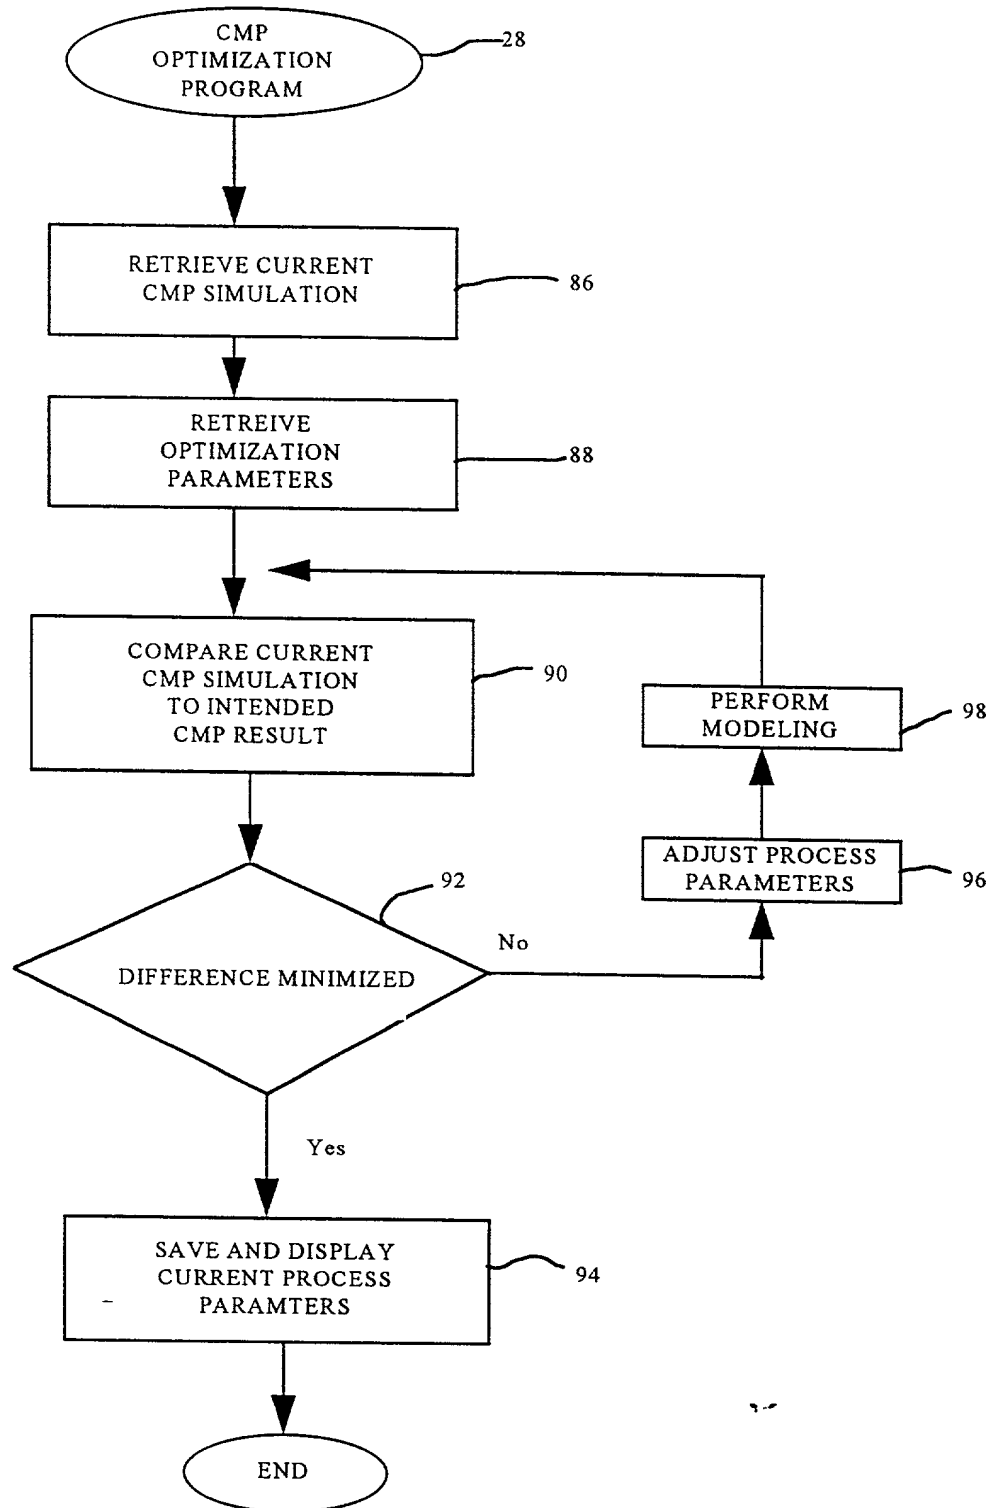 CMP
OPTIMIZATION
PROGRAM
28
RETRIEVE CURRENT
CMP SIMULATION
86
RETREIVE
OPTIMIZATION
PARAMETERS
88
COMPARE CURRENT
CMP SIMULATION
TO INTENDED
CMP RESULT
90
PERFORM
MODELING
98
ADJUST PROCESS
PARAMETERS
96
92
No
DIFFERENCE MINIMIZED
Yes
SAVE AND DISPLAY
CURRENT PROCESS
PARAMTERS
94
END